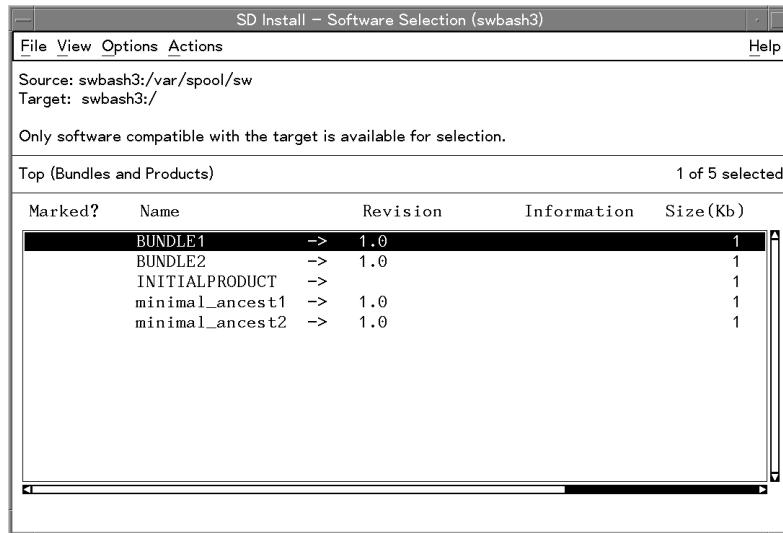 SD Install - Software Selection (swbash3)
File View Options Actions Help
Source: swbash3:/var/spool/sw
Target: swbash3:/
Only software compatible with the target is available for selection.
Top (Bundles and Products) 1 of 5 selected
Marked? Name Revision Information Size(Kb)
BUNDLE1 -> 1.0 1
BUNDLE2 -> 1.0 1
INITIALPRODUCT -> 1
minimal_ancest1 -> 1.0 1
minimal_ancest2 -> 1.0 1